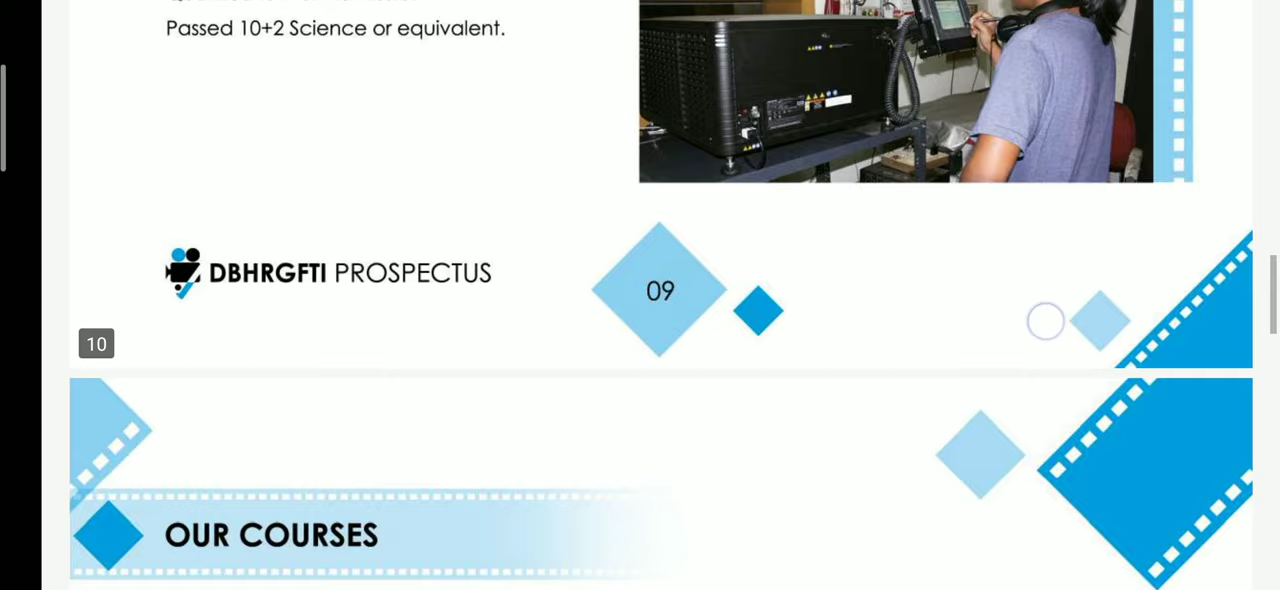 Passed 10+2 Science or equivalent.
DBHRGFTI PROSPECTUS
09
10
OUR COURSES